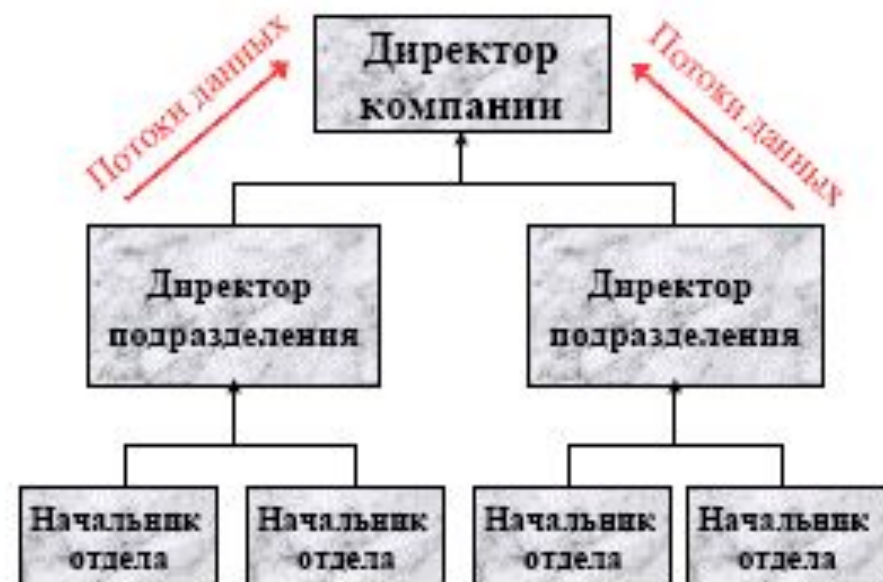 Потоки данных
Директор
компании
Потоки данных
Директор
подразделения
Директор
подразделения
Начальник
отдела
Начальник
отдела
Начальник
отдела
Начальник
отдела